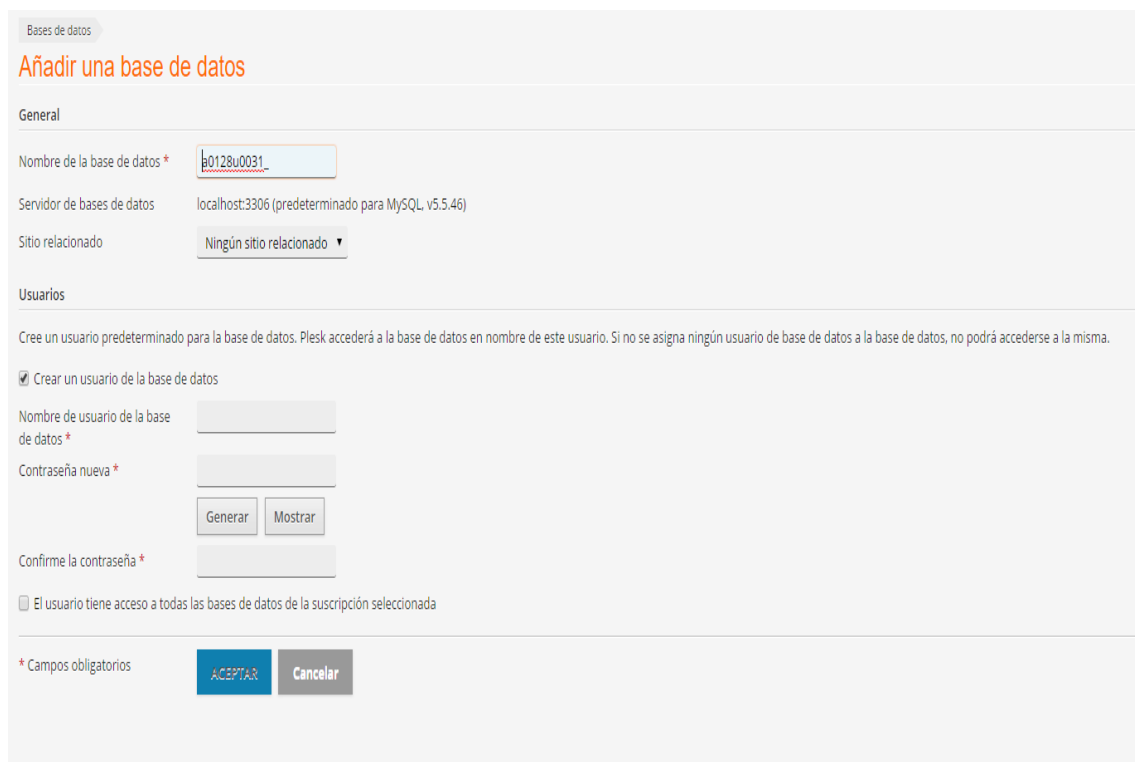 Bases de datos
Añadir una base de datos
General
Nombre de la base de datos * a0128u0031_
Servidor de bases de datos localhost:3306 (predeterminado para MySQL, v5.5.46)
Sitio relacionado Ningún sitio relacionado
Usuarios
Cree un usuario predeterminado para la base de datos. Plesk accederá a la base de datos en nombre de este usuario. Si no se asigna ningún usuario de base de datos a la base de datos, no podrá accederse a la misma.
Crear un usuario de la base de datos
Nombre de usuario de la base
de datos *
Contraseña nueva *
Generar Mostrar
Confirme la contraseña *
El usuario tiene acceso a todas las bases de datos de la suscripción seleccionada
* Campos obligatorios ACEPTAR Cancelar